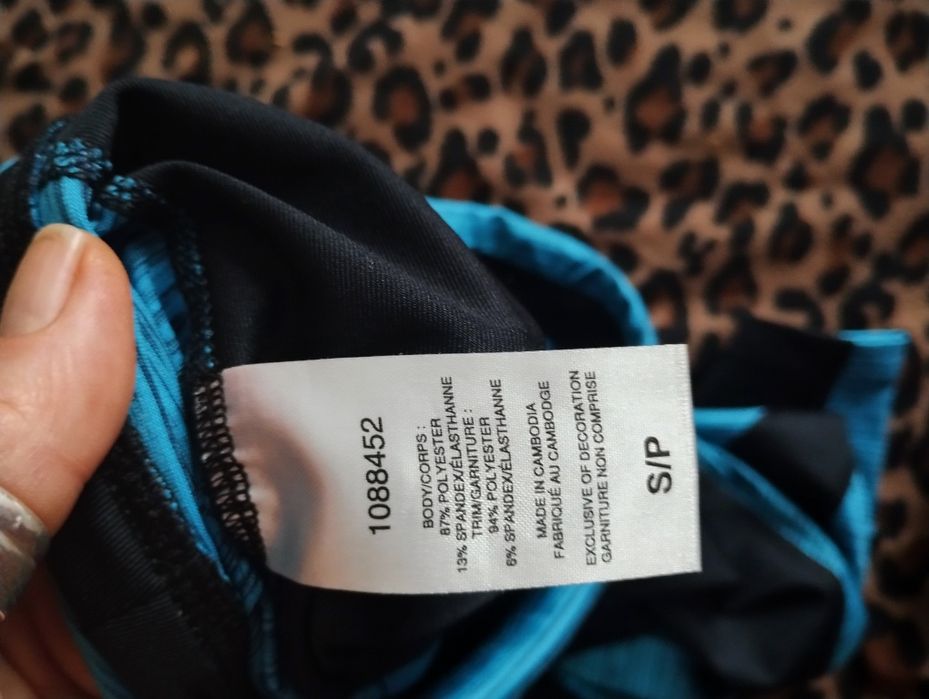 1088452
BODY/CORPS :
87% POLYESTER
13% SPANDEX/ÉLASTHANNE
TRIM/GARNITURE :
94% POLYESTER
6% SPANDEX/ÉLASTHANNE
MADE IN CAMBODIA
FABRIQUÉ AU CAMBODGE
EXCLUSIVE OF DECORATION
GARNITURE NON COMPRISE
S/P